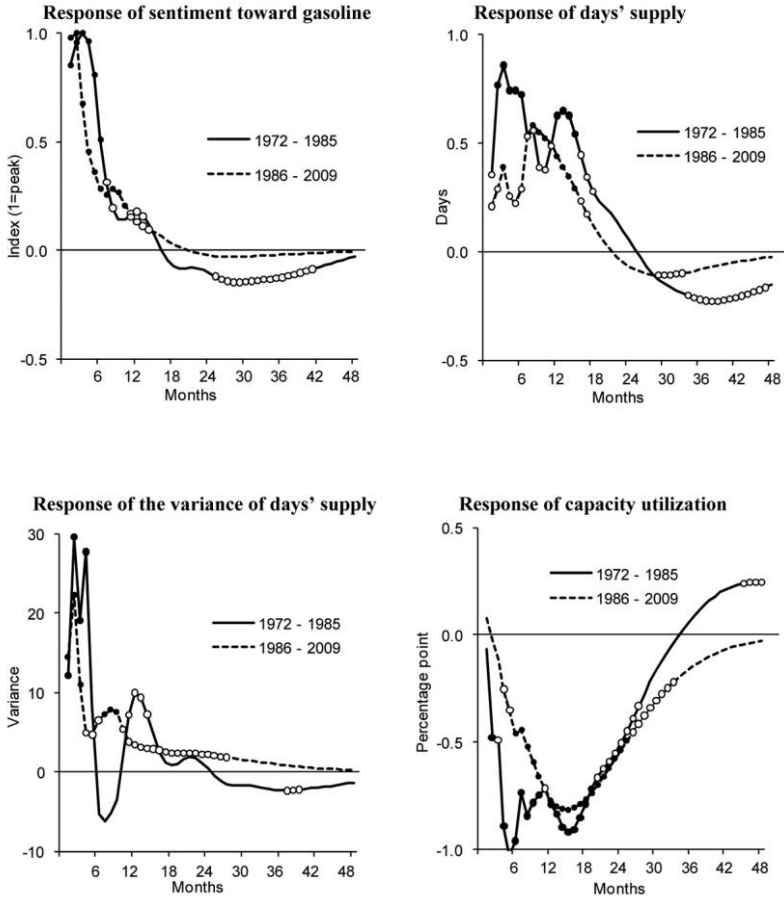 Response of sentiment toward gasoline
1.0
0.5
0.0
-0.5
Index (1=peak)
1972 - 1985
1986 - 2009
6 12 18 24 30 36 42 48
Months
Response of days’ supply
1.0
0.5
0.0
-0.5
Days
1972 - 1985
1986 - 2009
6 12 18 24 30 36 42 48
Months
Response of the variance of days’ supply
30
20
10
0
-10
Variance
1972 - 1985
1986 - 2009
6 12 18 24 30 36 42 48
Months
Response of capacity utilization
0.5
0.0
-0.5
-1.0
Percentage point
1972 - 1985
1986 - 2009
6 12 18 24 30 36 42 48
Months